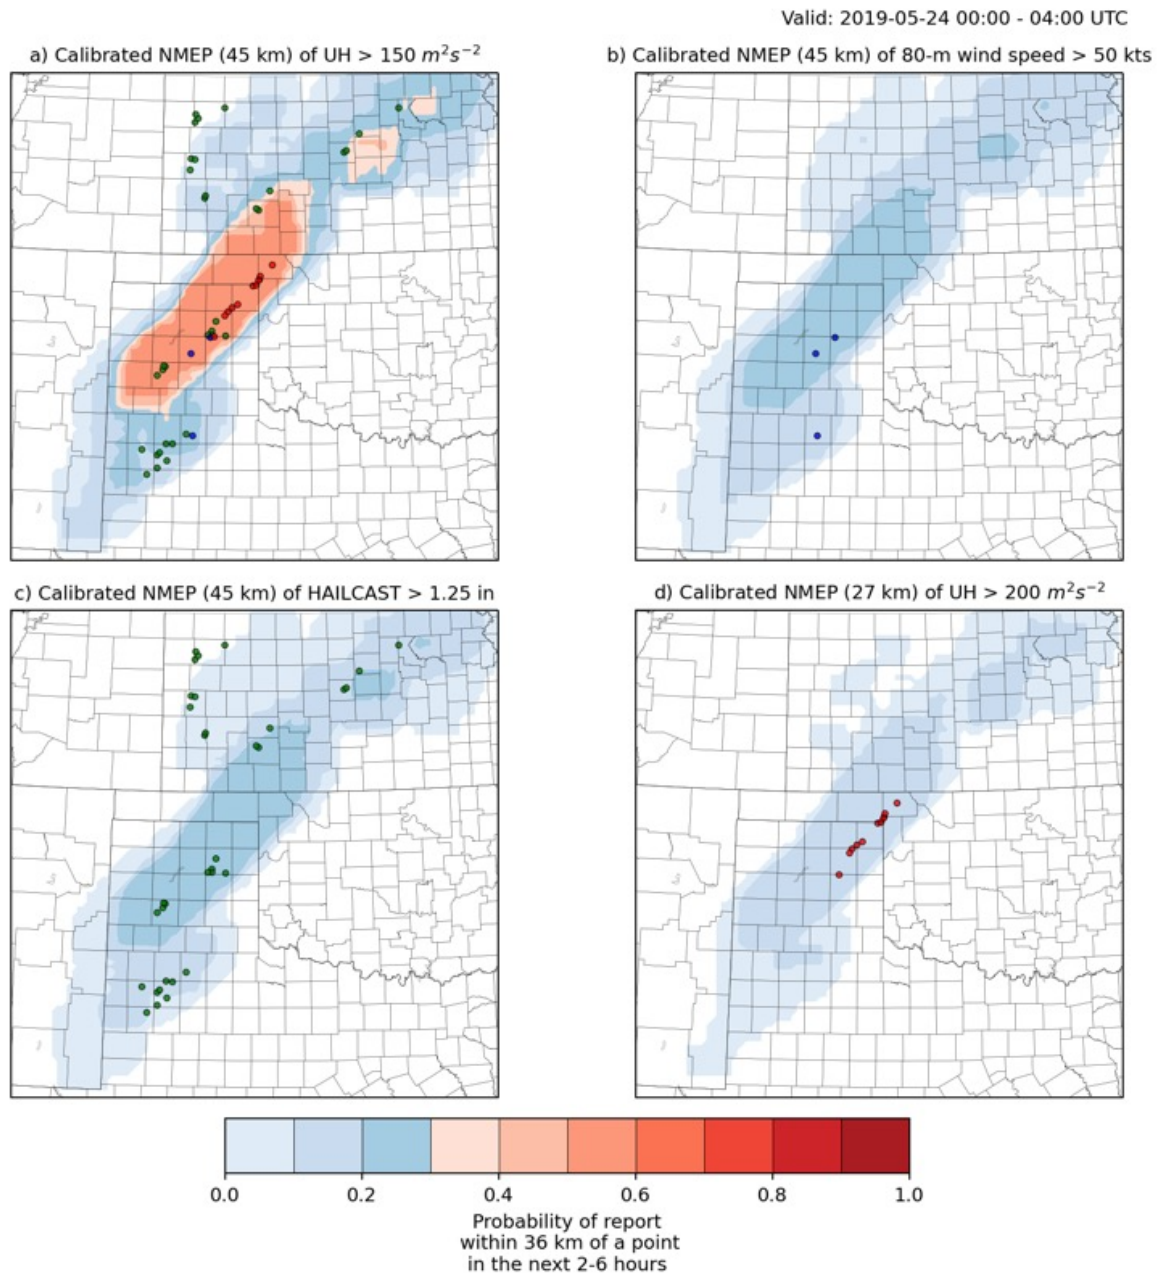 Valid: 2019-05-24 00:00 - 04:00 UTC
a) Calibrated NMEP (45 km) of UH > 150 m²s⁻²
b) Calibrated NMEP (45 km) of 80-m wind speed > 50 kts
c) Calibrated NMEP (45 km) of HAILCAST > 1.25 in
d) Calibrated NMEP (27 km) of UH > 200 m²s⁻²
0.0 0.2 0.4 0.6 0.8 1.0
Probability of report
within 36 km of a point
in the next 2-6 hours